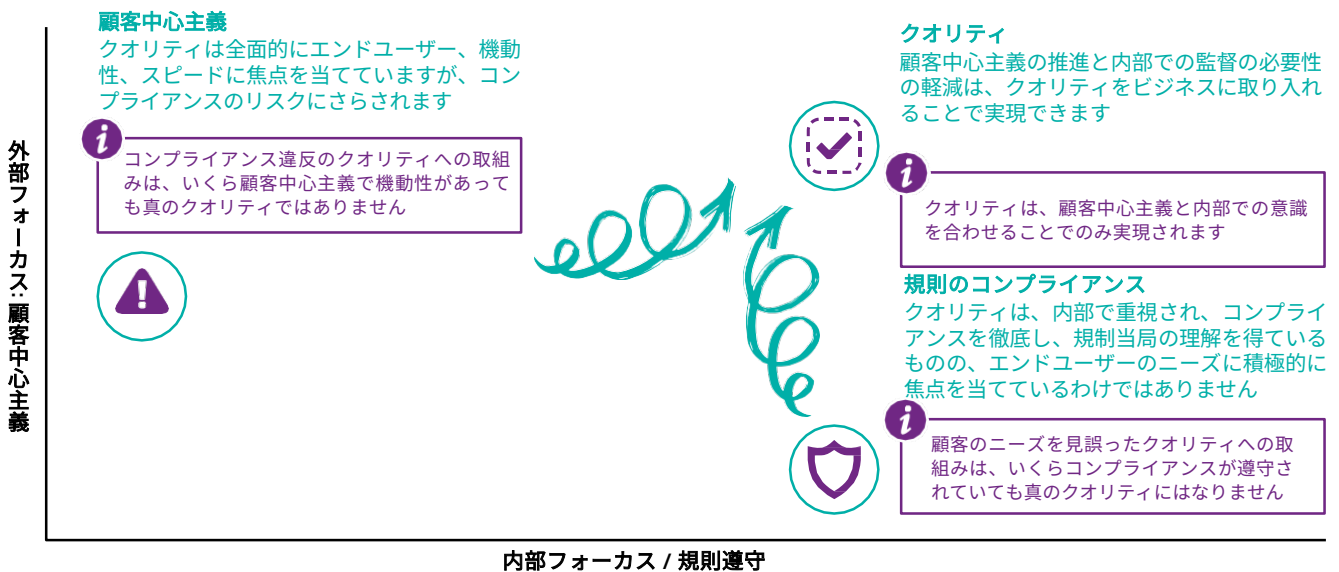 顧客中心主義
クオリティは全面的にエンドユーザー、機動
性、スピードに焦点を当てていますが、コン
プライアンスのリスクにさらされます
コンプライアンス違反のクオリティへの取組
みは、いくら顧客中心主義で機動性があって
も真のクオリティではありません
クオリティ
顧客中心主義の推進と内部での監督の必要性
の軽減は、クオリティをビジネスに取り入れ
ることで実現できます
クオリティは、顧客中心主義と内部での意識
を合わせることでのみ実現されます
規則のコンプライアンス
クオリティは、内部で重視され、コンプライ
アンスを徹底し、規制当局の理解を得ている
ものの、エンドユーザーのニーズに積極的に
焦点を当てているわけではありません
顧客のニーズを見誤ったクオリティへの取
組みは、いくらコンプライアンスが遵守さ
れていても真のクオリティにはなりません
外部フォーカス: 顧客中心主義
内部フォーカス / 規則遵守